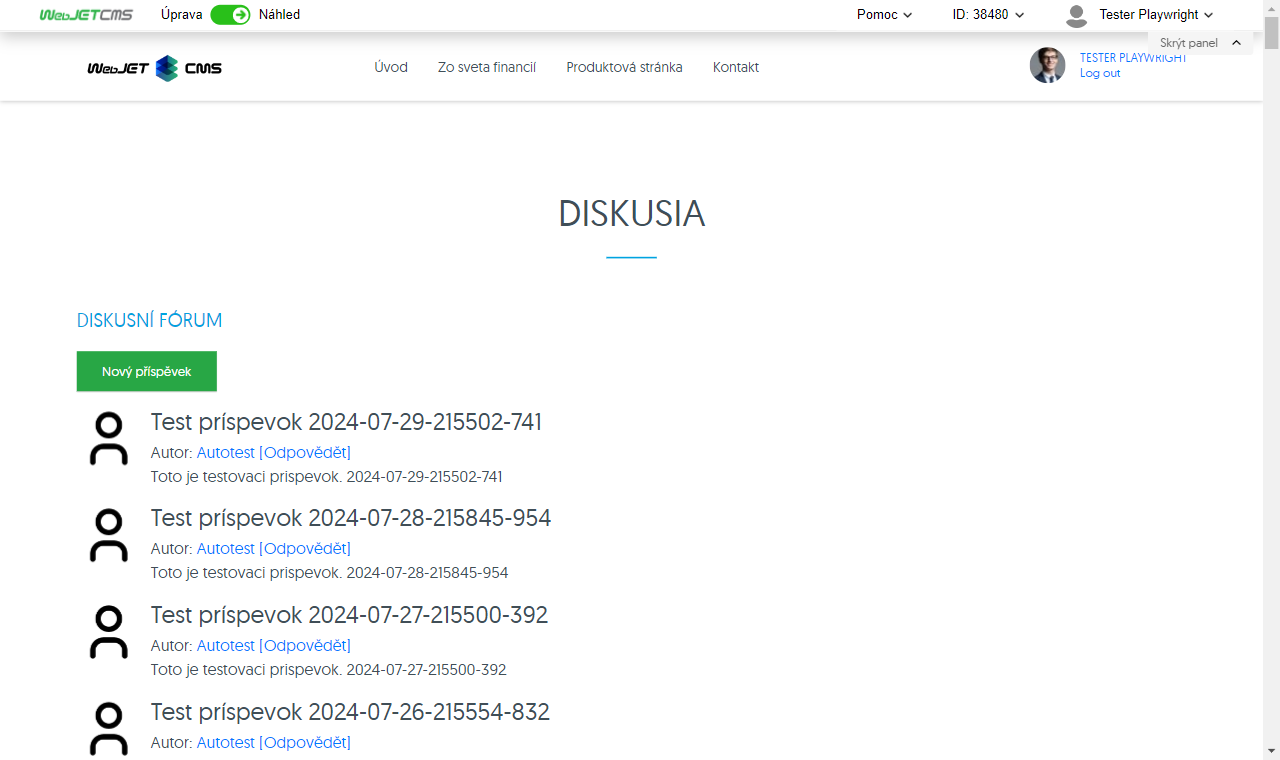 WebJETCMS Úprava Náhled Pomoc ID: 38480 Tester Playwright
Skrýt panel
WebJET CMS Úvod Zo sveta financií Produktová stránka Kontakt TESTER PLAYWRIGHT
Log out
DISKUSIA
DISKUSNÍ FÓRUM
Nový příspěvek
Test príspevok 2024-07-29-215502-741
Autor: Autotest [Odpovědět]
Toto je testovaci prispevok. 2024-07-29-215502-741
Test príspevok 2024-07-28-215845-954
Autor: Autotest [Odpovědět]
Toto je testovaci prispevok. 2024-07-28-215845-954
Test príspevok 2024-07-27-215500-392
Autor: Autotest [Odpovědět]
Toto je testovaci prispevok. 2024-07-27-215500-392
Test príspevok 2024-07-26-215554-832
Autor: Autotest [Odpovědět]